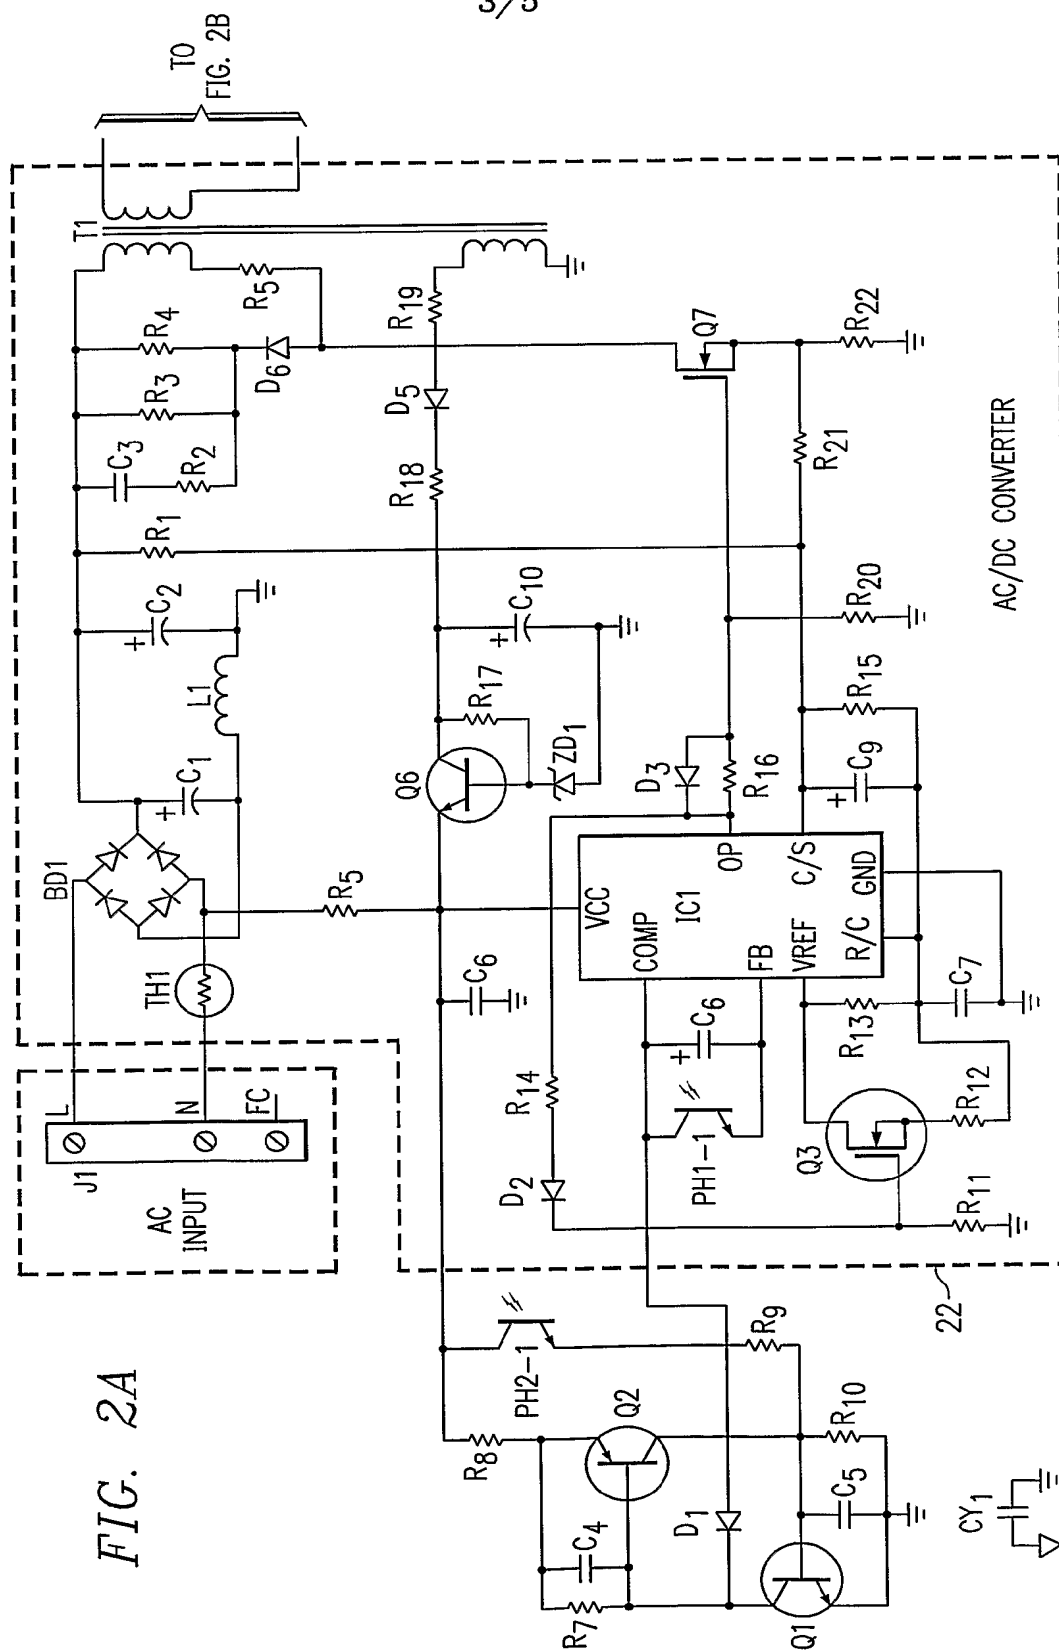 3/5
FIG. 2A
TO
FIG. 2B
AC
INPUT
J1
L
N
FC
TH1
BD1
C1
L1
C2
R1
C3
R2
R3
R4
R5
D6
T1
R5
C6
Q6
R17
ZD1
C10
R18
D5
R19
Q7
R22
R21
R20
R15
C9
D3
R16
VCC
COMP
IC1
OP
FB
C/S
VREF
R/C
GND
C6
PH1-1
R14
D2
R13
C7
Q3
R12
R11
22
AC/DC CONVERTER
PH2-1
R9
R8
Q2
R10
C4
R7
D1
C5
Q1
CY1